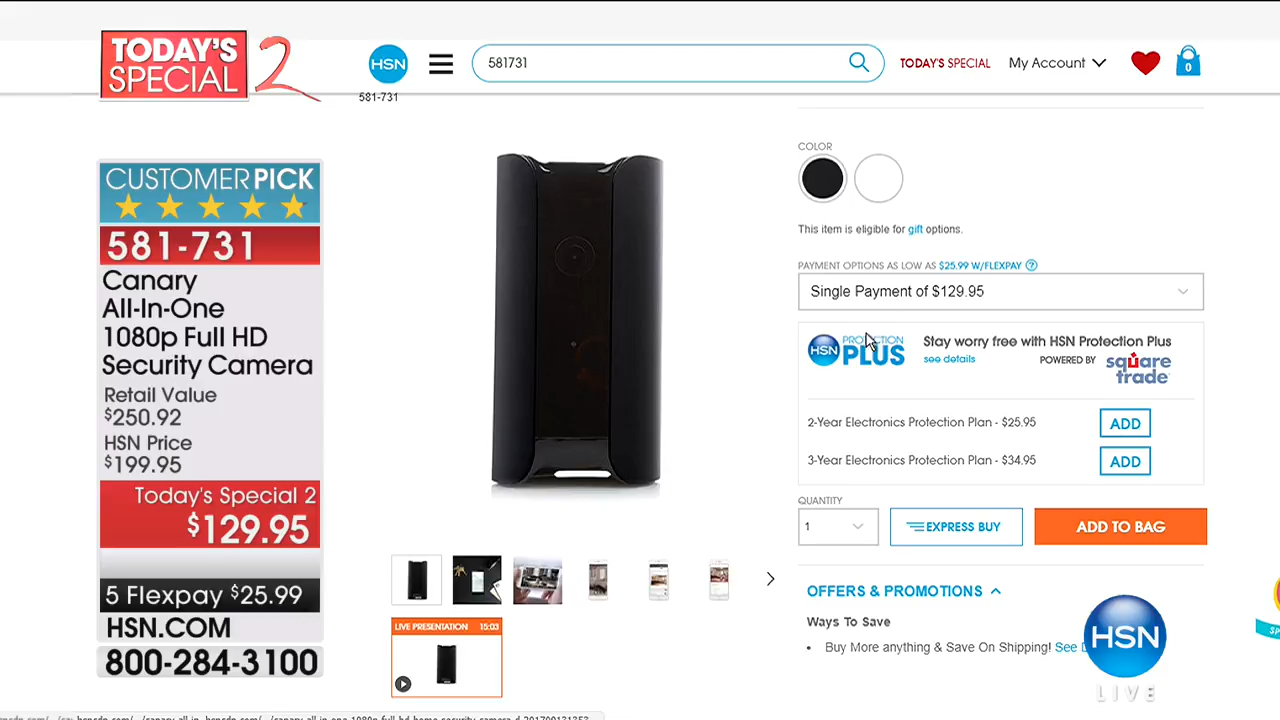 TODAY'S
SPECIAL 2
HSN
581731
TODAY'S SPECIAL
My Account
0
581-731
CUSTOMER PICK
581-731
Canary
All-In-One
1080p Full HD
Security Camera
Retail Value
$250.92
HSN Price
$199.95
Today's Special 2
$129.95
5 Flexpay $25.99
HSN.COM
800-284-3100
LIVE PRESENTATION 15:03
COLOR
This item is eligible for gift options.
PAYMENT OPTIONS AS LOW AS $25.99 W/FLEXPAY ?
Single Payment of $129.95
HSN PROTECTION PLUS
Stay worry free with HSN Protection Plus
see details
POWERED BY square trade
2-Year Electronics Protection Plan - $25.95
ADD
3-Year Electronics Protection Plan - $34.95
ADD
QUANTITY
1
EXPRESS BUY
ADD TO BAG
OFFERS & PROMOTIONS
Ways To Save
• Buy More anything & Save On Shipping! See
HSN
LIVE